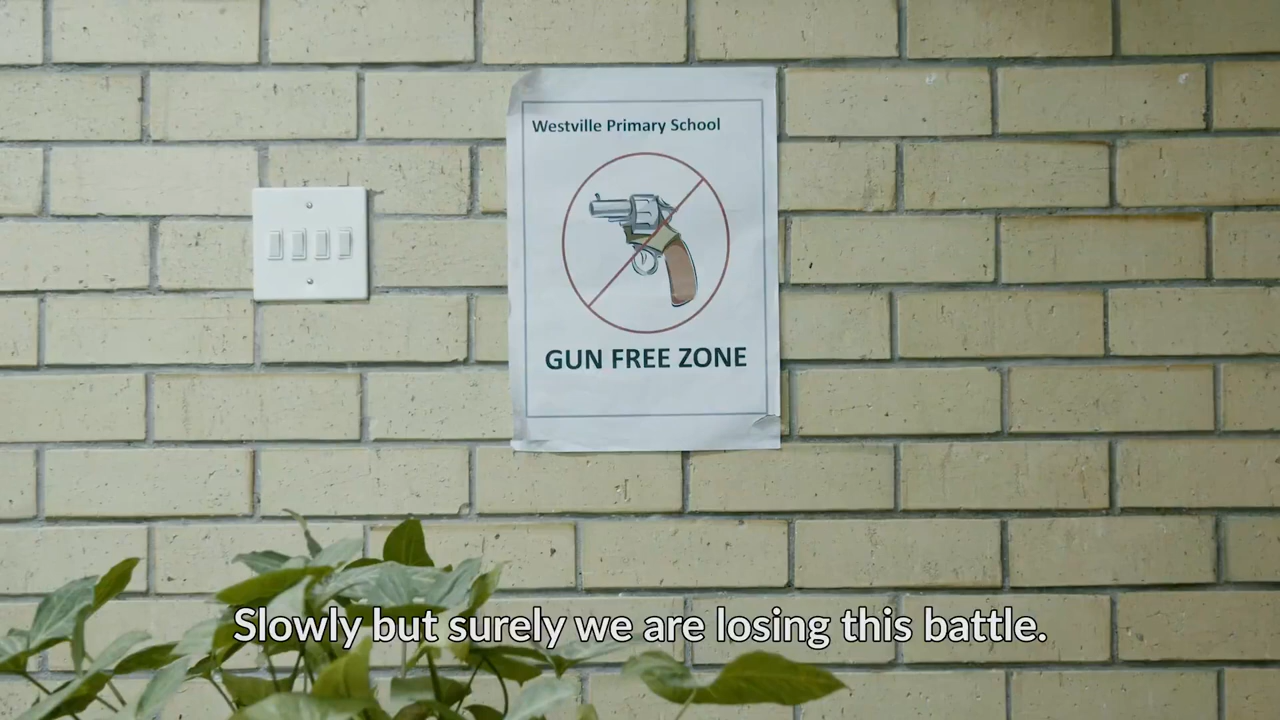 Westville Primary School
GUN FREE ZONE
Slowly but surely we are losing this battle.